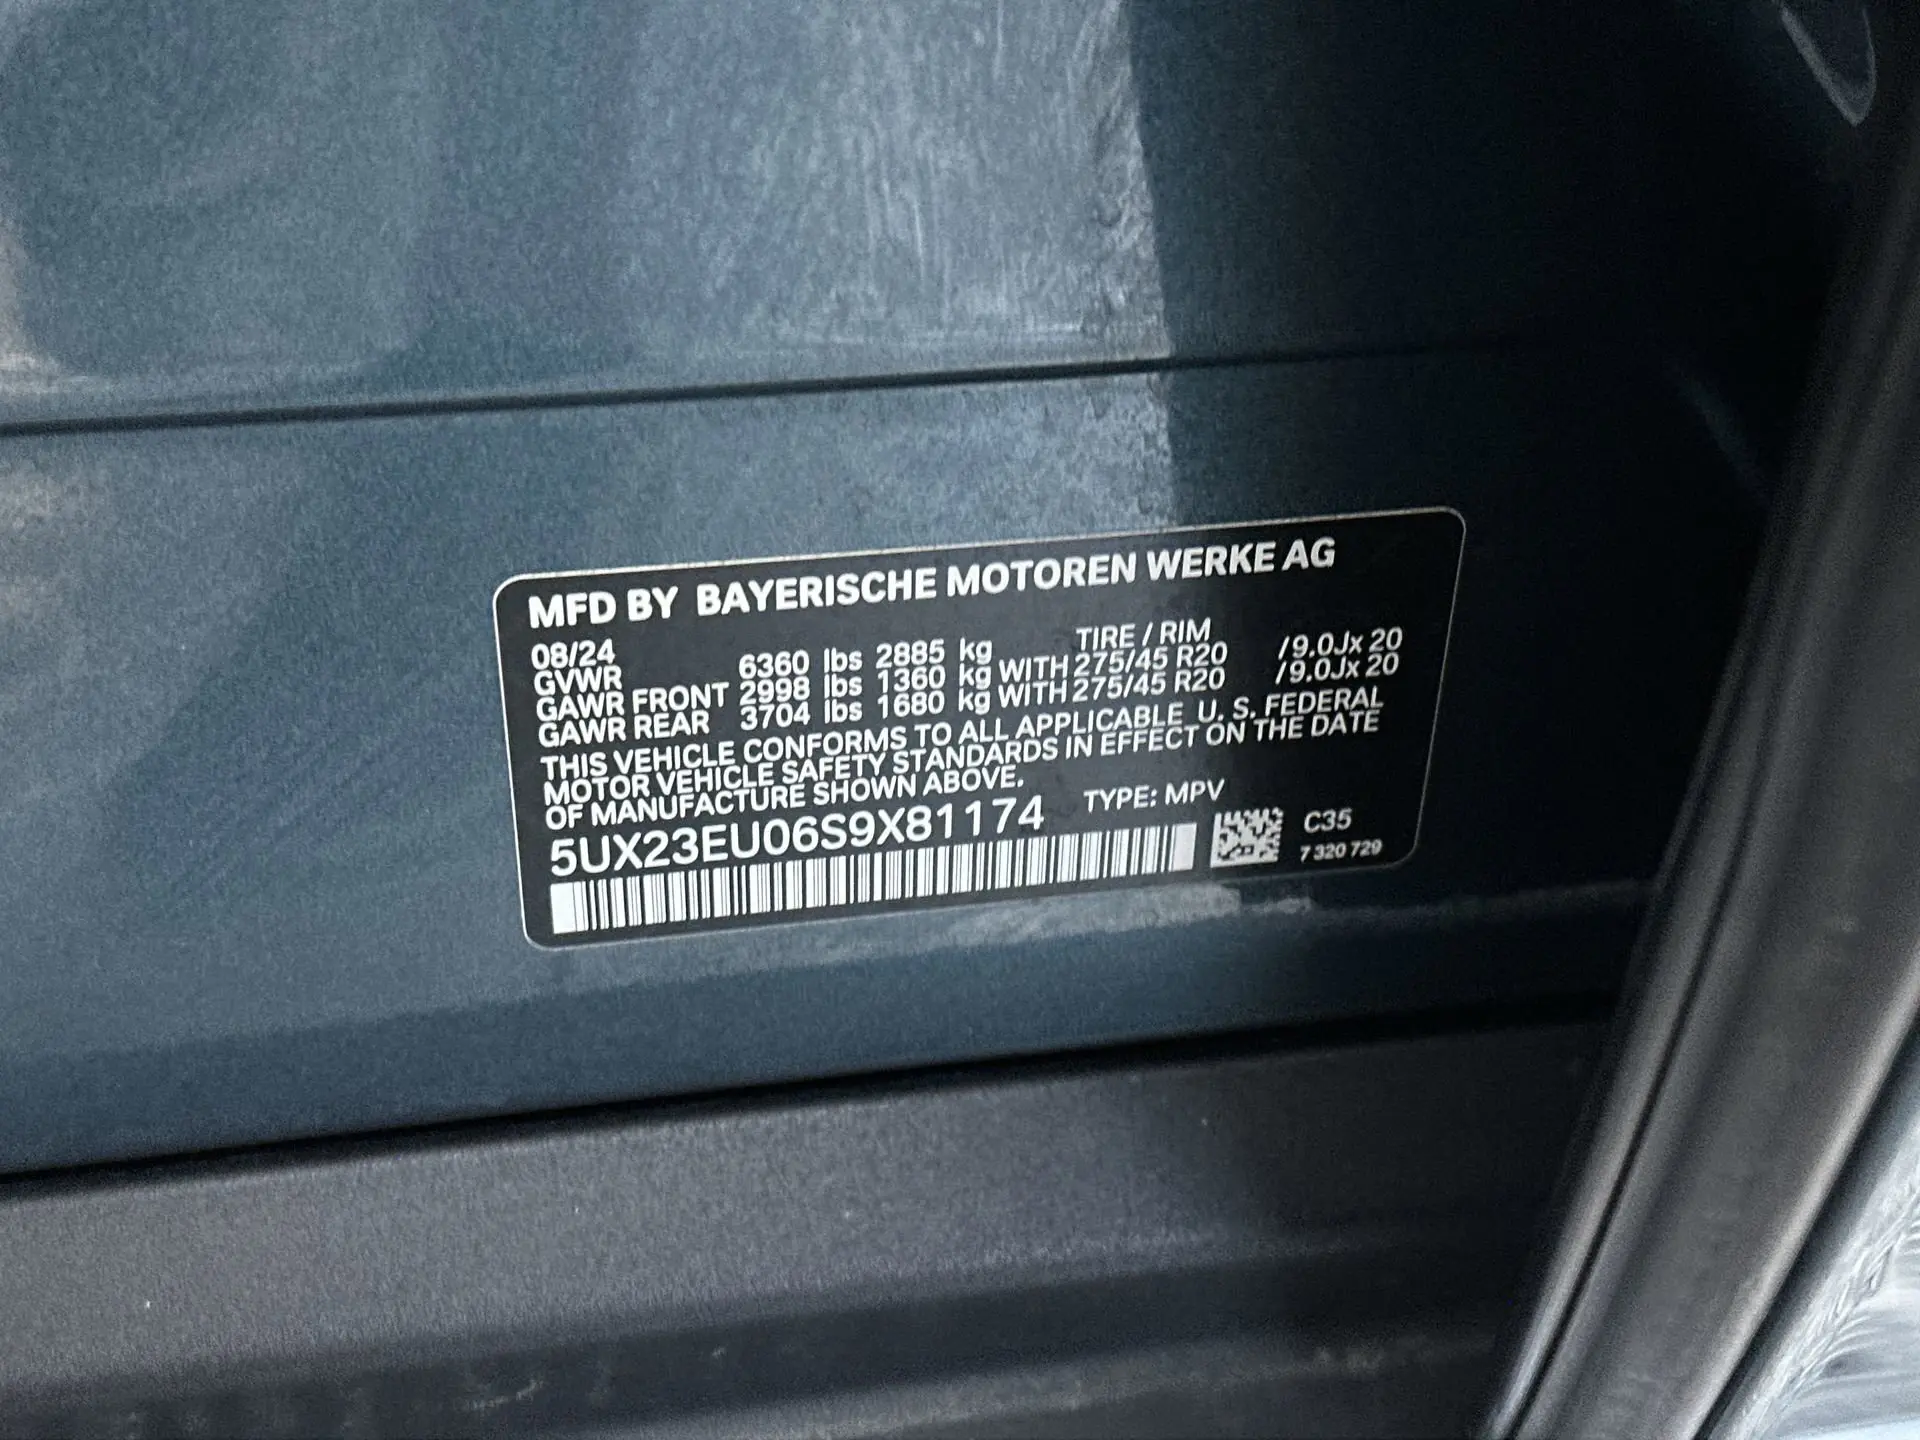 MFD BY BAYERISCHE MOTOREN WERKE AG
08/24 TIRE / RIM
GVWR 6360 lbs 2885 kg
GAWR FRONT 2998 lbs 1360 kg WITH 275/45 R20 /9.0Jx 20
GAWR REAR 3704 lbs 1680 kg WITH 275/45 R20 /9.0Jx 20
THIS VEHICLE CONFORMS TO ALL APPLICABLE U. S. FEDERAL
MOTOR VEHICLE SAFETY STANDARDS IN EFFECT ON THE DATE
OF MANUFACTURE SHOWN ABOVE.
TYPE: MPV
5UX23EU06S9X81174
C35
7 320 729